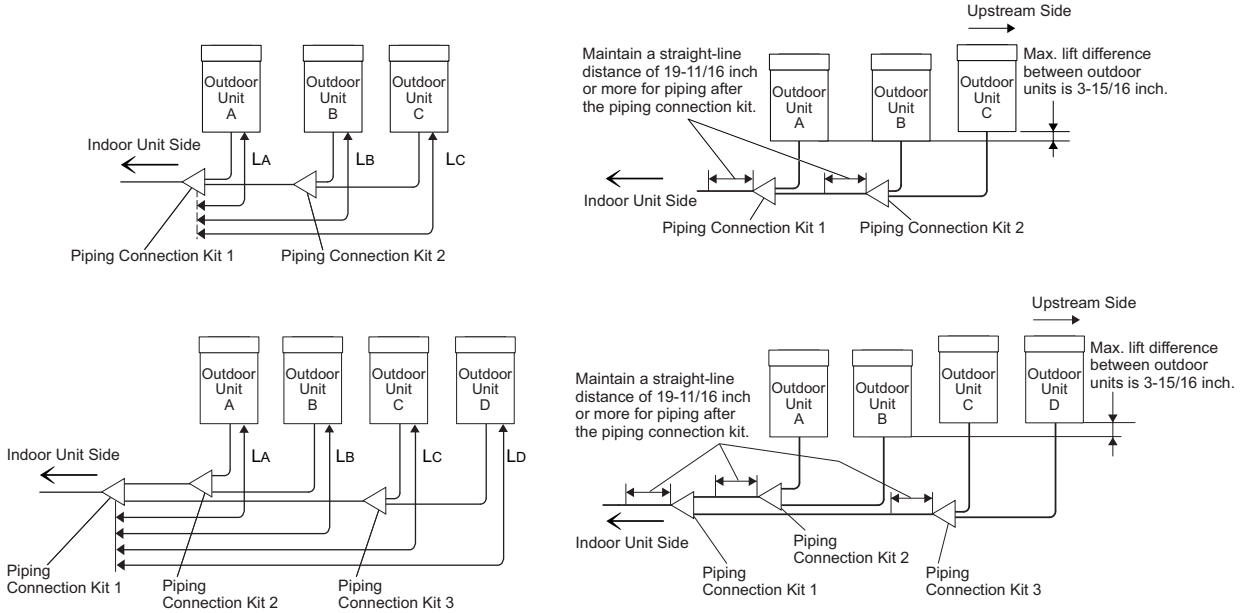 Outdoor
Unit
A
Outdoor
Unit
B
Outdoor
Unit
C
Indoor Unit Side
LA
LB
LC
Piping Connection Kit 1
Piping Connection Kit 2
Upstream Side
Maintain a straight-line
distance of 19-11/16 inch
or more for piping after
the piping connection kit.
Outdoor
Unit
A
Outdoor
Unit
B
Outdoor
Unit
C
Max. lift difference
between outdoor
units is 3-15/16 inch.
Indoor Unit Side
Piping Connection Kit 1
Piping Connection Kit 2
Outdoor
Unit
A
Outdoor
Unit
B
Outdoor
Unit
C
Outdoor
Unit
D
Indoor Unit Side
LA
LB
LC
LD
Piping
Connection Kit 1
Piping
Connection Kit 2
Piping
Connection Kit 3
Upstream Side
Maintain a straight-line
distance of 19-11/16 inch
or more for piping after
the piping connection kit.
Outdoor
Unit
A
Outdoor
Unit
B
Outdoor
Unit
C
Outdoor
Unit
D
Max. lift difference
between outdoor
units is 3-15/16 inch.
Indoor Unit Side
Piping
Connection Kit 1
Piping
Connection Kit 2
Piping
Connection Kit 3